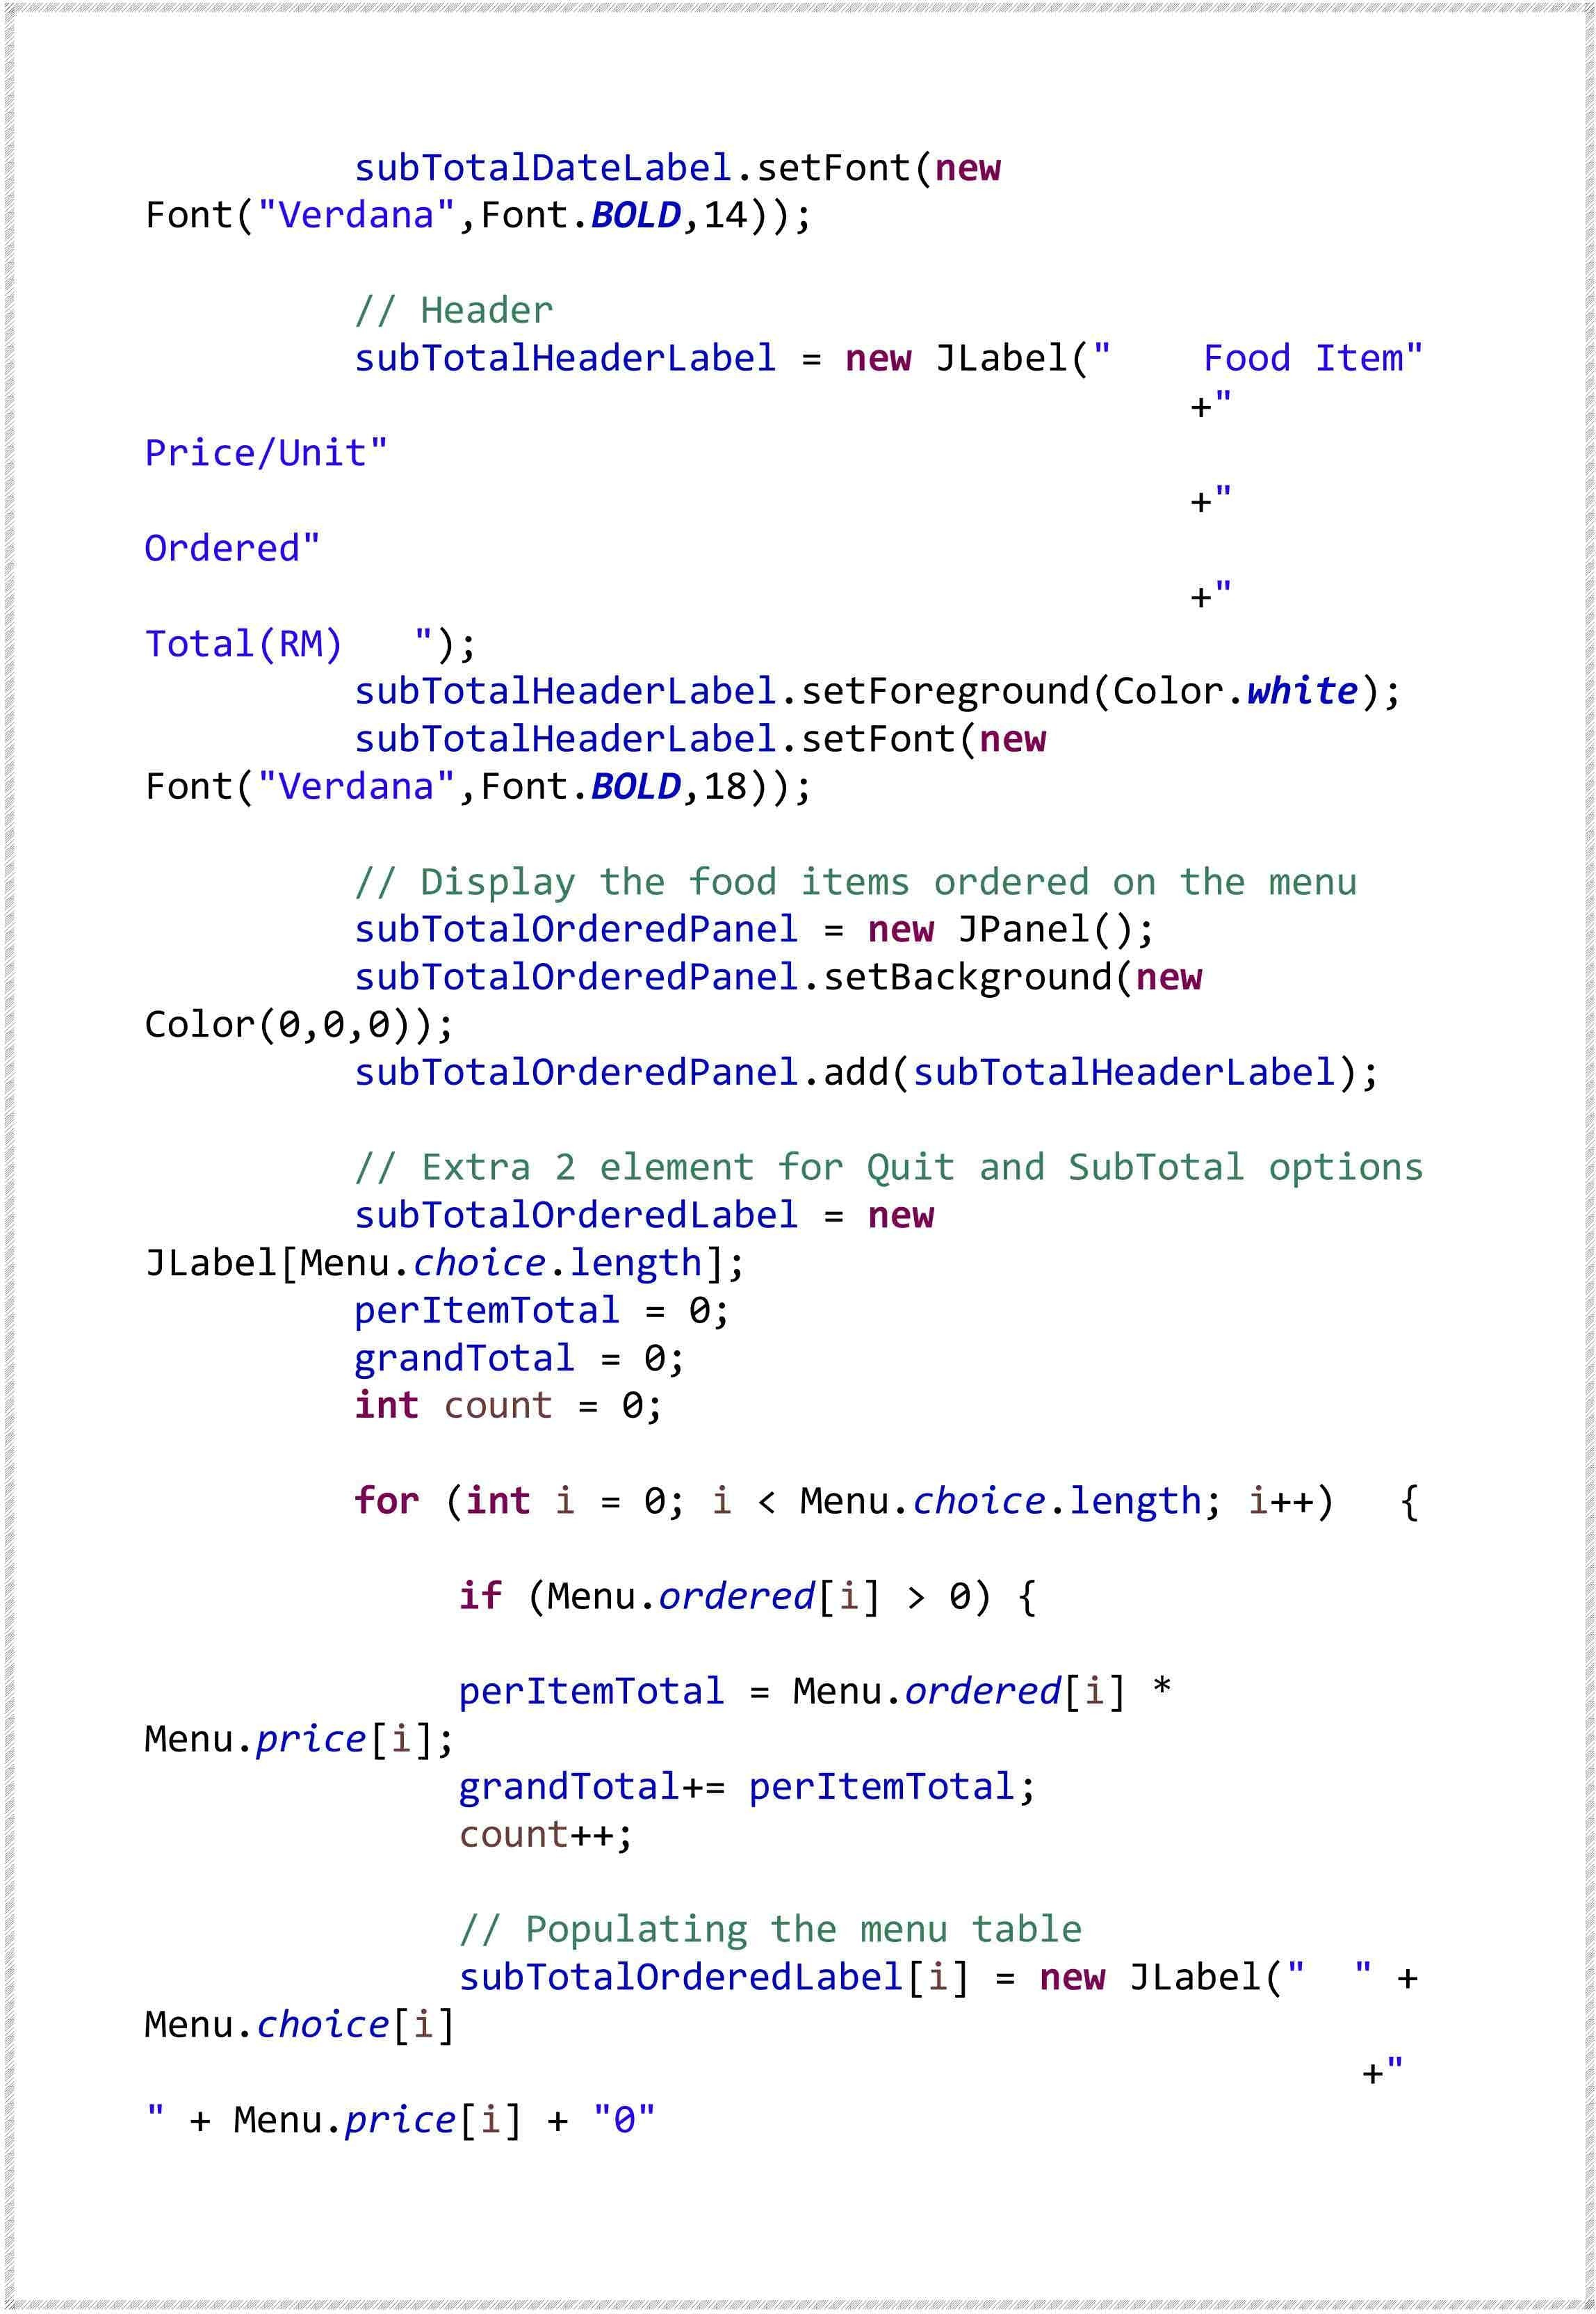 subTotalDateLabel.setFont(new
Font("Verdana",Font.BOLD,14));
// Header
subTotalHeaderLabel = new JLabel("    Food Item"
+"
Price/Unit"
+"
Ordered"
+"
Total(RM)   ");
subTotalHeaderLabel.setForeground(Color.white);
subTotalHeaderLabel.setFont(new
Font("Verdana",Font.BOLD,18));
// Display the food items ordered on the menu
subTotalOrderedPanel = new JPanel();
subTotalOrderedPanel.setBackground(new
Color(0,0,0));
subTotalOrderedPanel.add(subTotalHeaderLabel);
// Extra 2 element for Quit and SubTotal options
subTotalOrderedLabel = new
JLabel[Menu.choice.length];
perItemTotal = 0;
grandTotal = 0;
int count = 0;
for (int i = 0; i < Menu.choice.length; i++)   {
if (Menu.ordered[i] > 0) {
perItemTotal = Menu.ordered[i] *
Menu.price[i];
grandTotal+= perItemTotal;
count++;
// Populating the menu table
subTotalOrderedLabel[i] = new JLabel("  " +
Menu.choice[i]
+"
" + Menu.price[i] + "0"